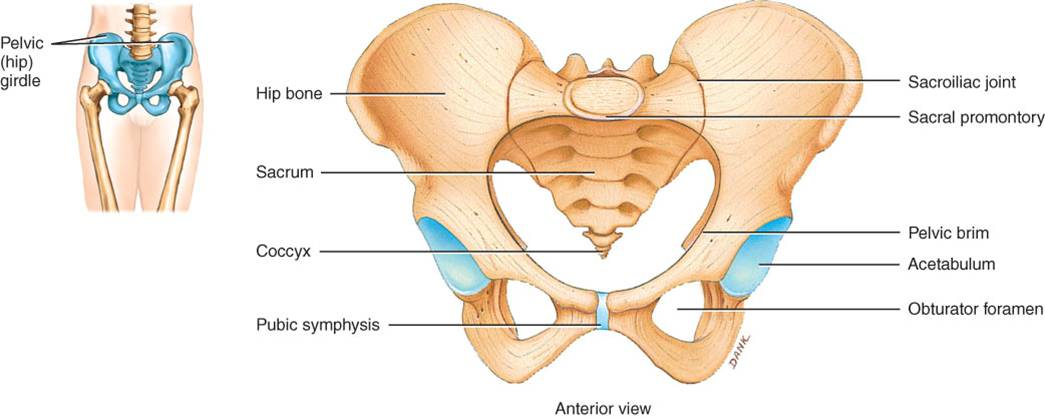 Pelvic
(hip)
girdle
Hip bone
Sacrum
Coccyx
Pubic symphysis
Sacroiliac joint
Sacral promontory
Pelvic brim
Acetabulum
Obturator foramen
DANK.
Anterior view